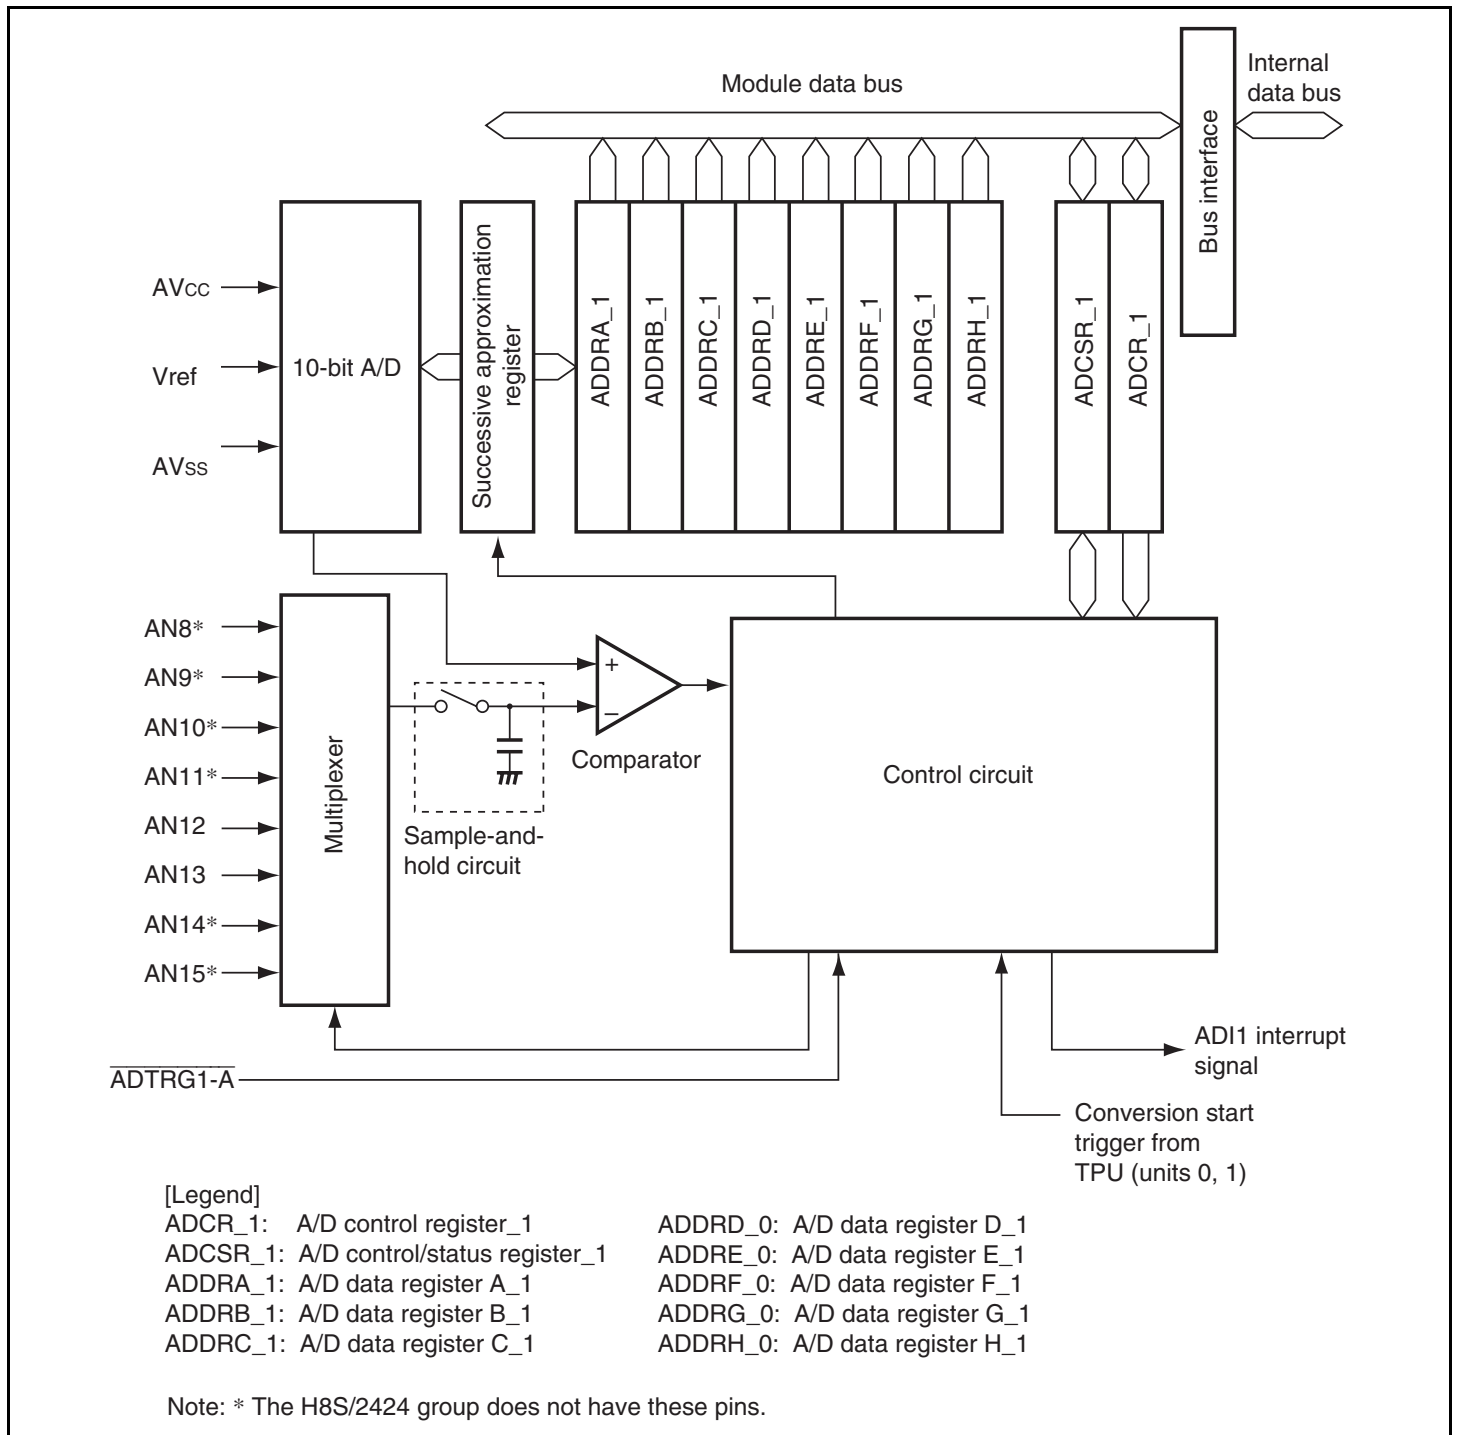 Module data bus
Internal
data bus
Bus interface
AVCC
Vref
AVSS
10-bit A/D
Successive approximation
register
ADDRA_1
ADDRB_1
ADDRC_1
ADDRD_1
ADDRE_1
ADDRF_1
ADDRG_1
ADDRH_1
ADCSR_1
ADCR_1
AN8*
AN9*
AN10*
AN11*
AN12
AN13
AN14*
AN15*
Multiplexer
+
−
Comparator
Sample-and-
hold circuit
Control circuit
ADTRG1-A
ADI1 interrupt
signal
Conversion start
trigger from
TPU (units 0, 1)
[Legend]
ADCR_1: A/D control register_1
ADCSR_1: A/D control/status register_1
ADDRA_1: A/D data register A_1
ADDRB_1: A/D data register B_1
ADDRC_1: A/D data register C_1
ADDRD_0: A/D data register D_1
ADDRE_0: A/D data register E_1
ADDRF_0: A/D data register F_1
ADDRG_0: A/D data register G_1
ADDRH_0: A/D data register H_1
Note: * The H8S/2424 group does not have these pins.